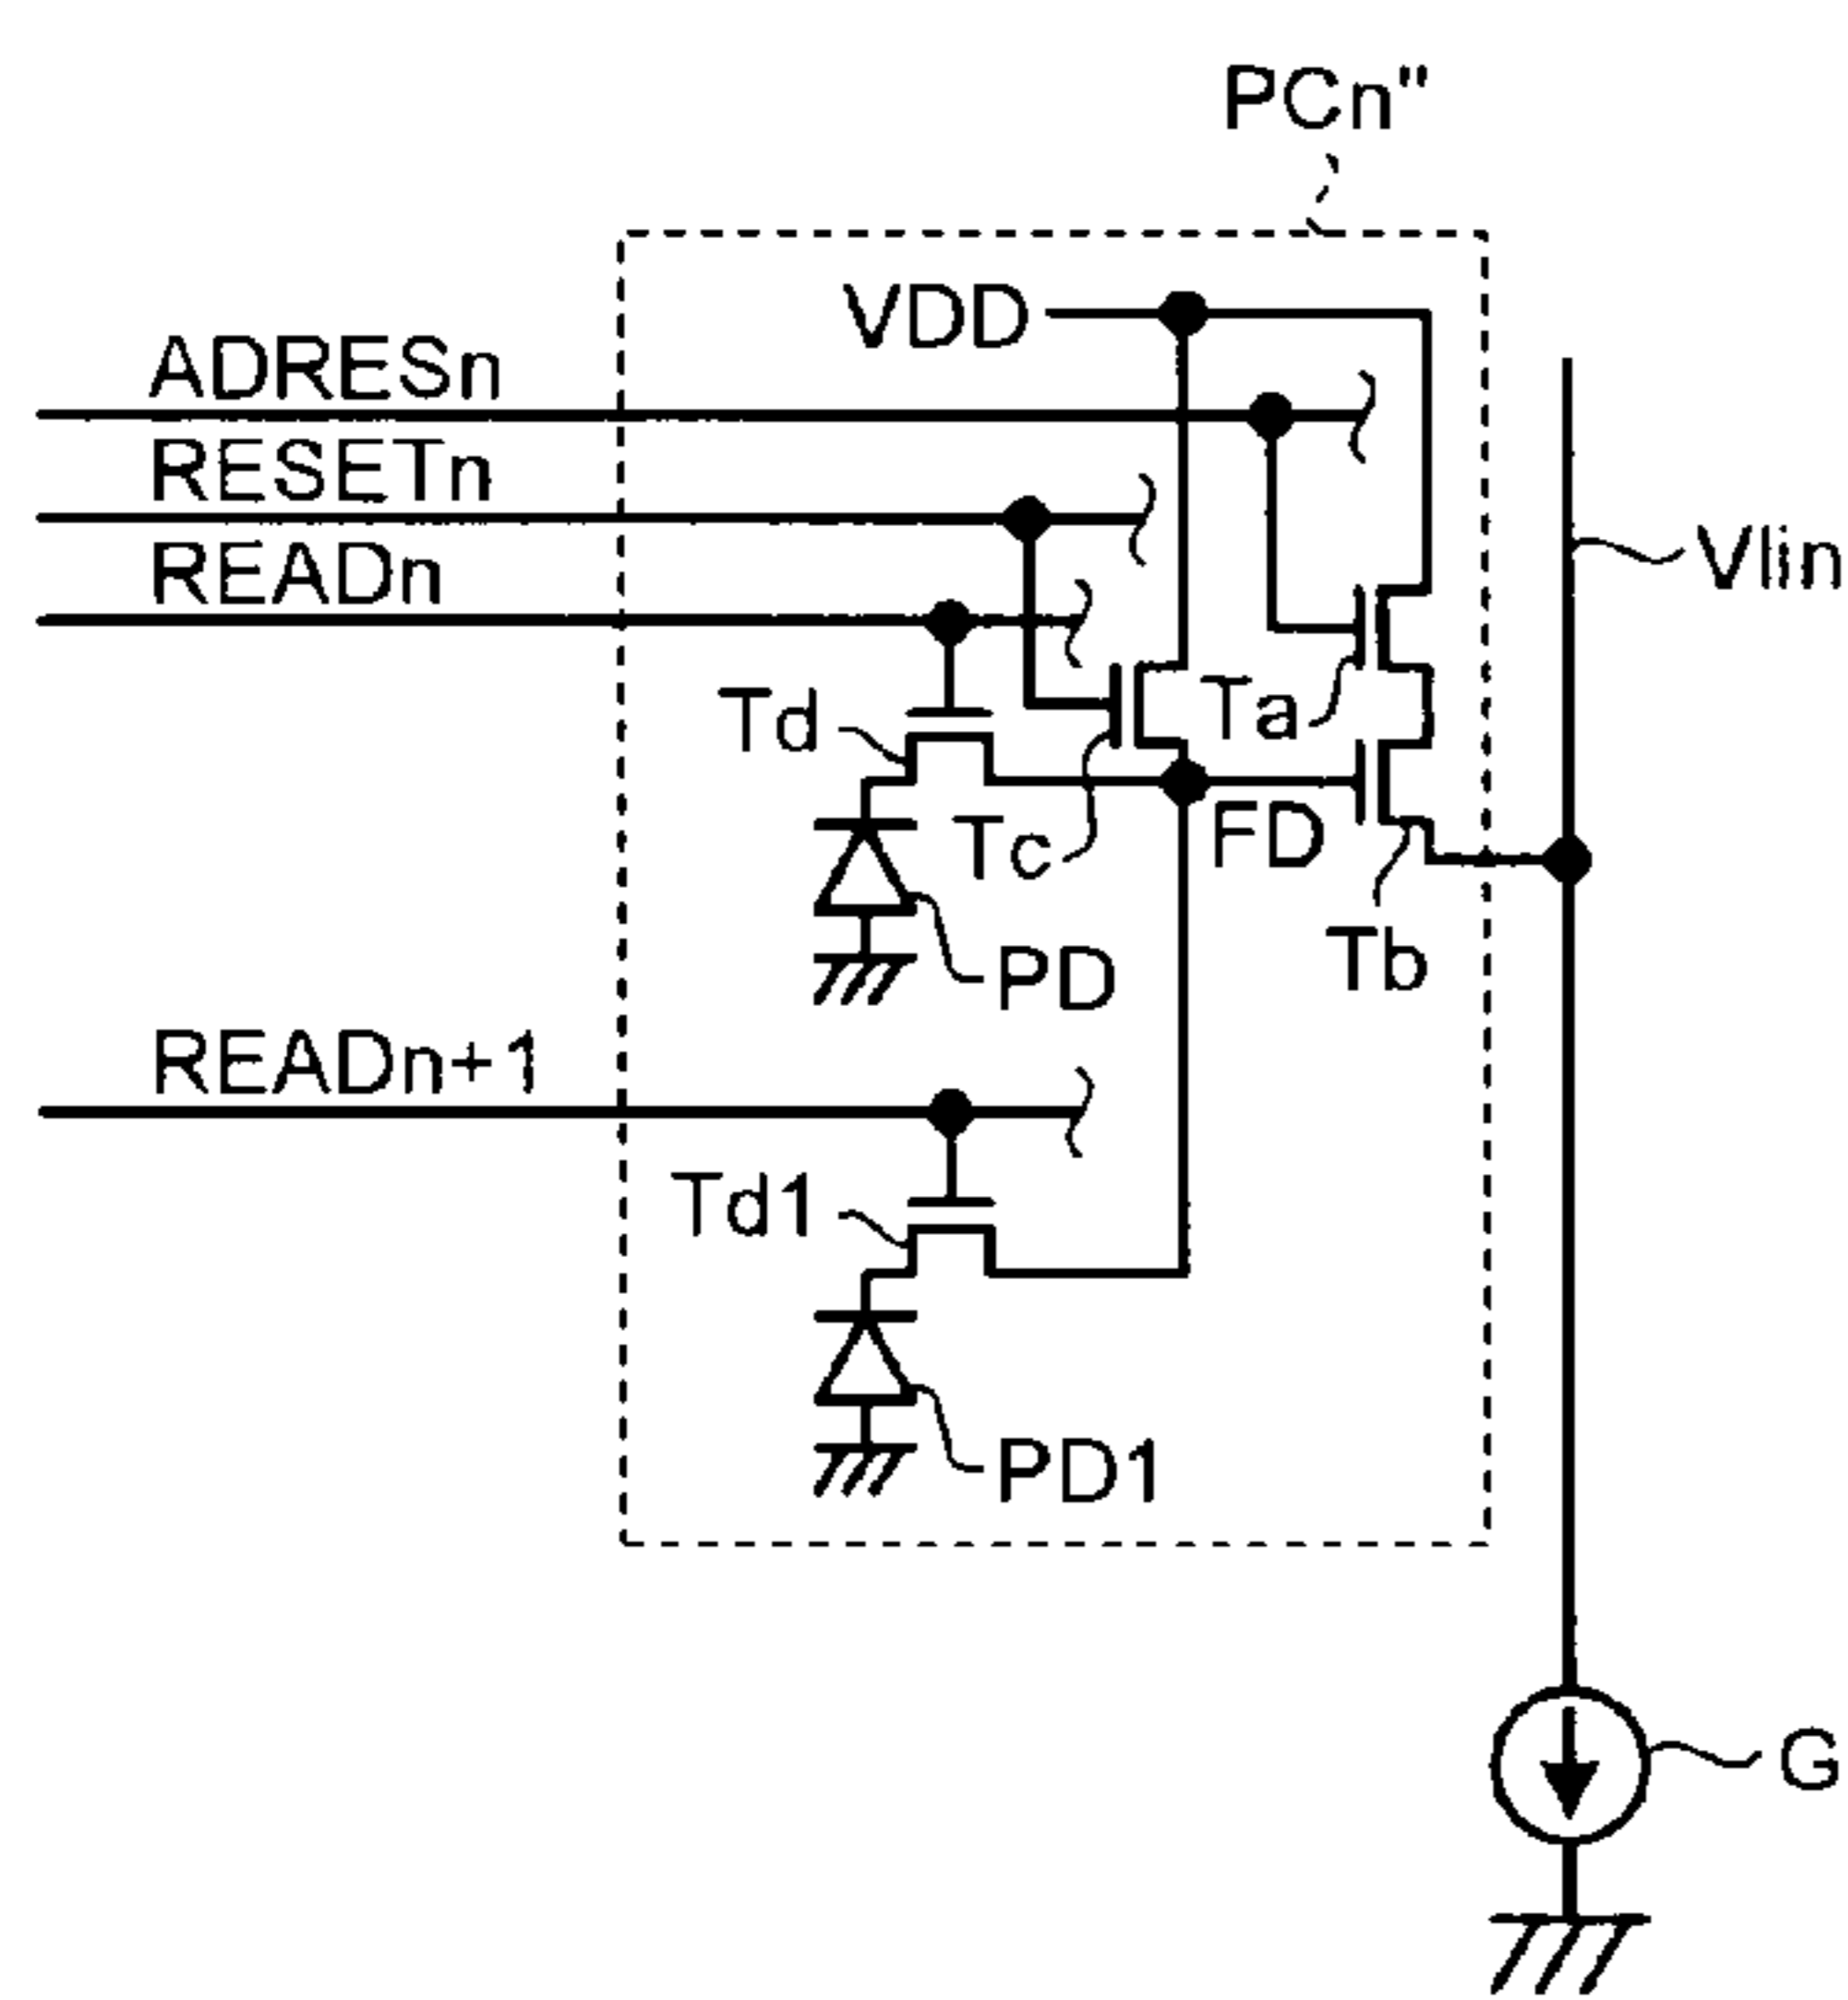 PCn"
VDD
ADRESn
RESETn
READn
Vlin
Td
Ta
Tc
FD
Tb
PD
READn+1
Td1
PD1
G